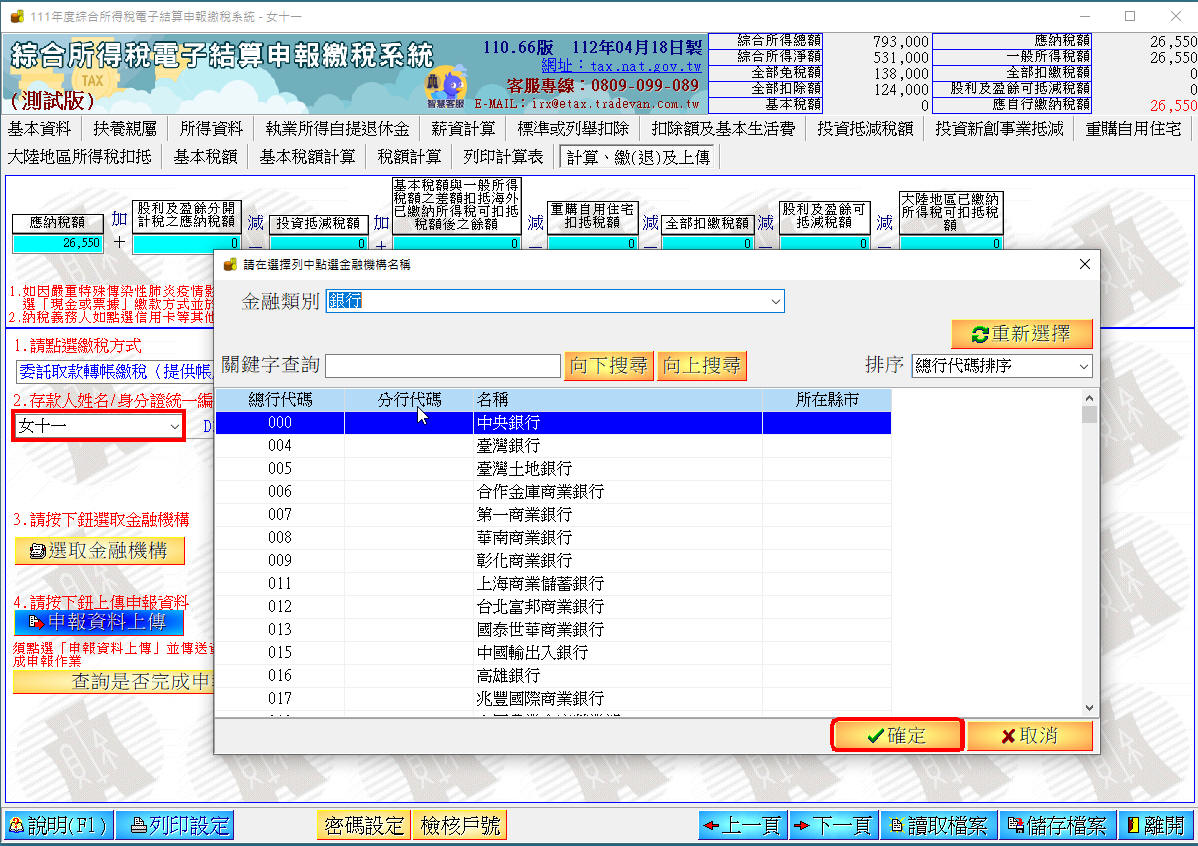 111年度綜合所得稅電子結算申報繳稅系統 - 女十一
綜合所得稅電子結算申報繳稅系統
TAX
(測試版)
智慧客服
110.66版 112年04月18日製
網址：tax.nat.gov.tw
客服專線：0809-099-089
E-MAIL：irx@etax.tradevan.com.tw
綜合所得總額 793,000 應納稅額 26,550
綜合所得淨額 531,000 一般所得稅額 26,550
全部免稅額 138,000 全部扣繳稅額
全部扣除額 124,000 股利及盈餘可抵減稅額
基本稅額 0 應自行繳納稅額 26,550
基本資料 扶養親屬 所得資料 執業所得自提退休金 薪資計算 標準或列舉扣除 扣除額及基本生活費 投資抵減稅額 投資新創事業抵減 重購自用住宅
大陸地區所得稅扣抵 基本稅額 基本稅額計算 稅額計算 列印計算表 計算、繳(退)及上傳
應納稅額
26,550
加
+
股利及盈餘分開
計稅之應納稅額
0
減
投資抵減稅額
0
加
+
基本稅額與一般所得
稅額之差額扣抵海外
已繳納所得稅可扣抵
稅額後之餘額
0
減
重購自用住宅
扣抵稅額
0
減
全部扣繳稅額
0
減
股利及盈餘可
抵減稅額
0
減
大陸地區已繳納
所得稅可扣抵稅
額
0
1.如因嚴重特殊傳染性肺炎疫情影
選「現金或票據」繳款方式並於
2.納稅義務人如點選信用卡等其他
1.請點選繳稅方式
委託取款轉帳繳稅（提供帳
2.存款人姓名/身分證統一編
女十一
D
3.請按下鈕選取金融機構
選取金融機構
4.請按下鈕上傳申報資料
申報資料上傳
須點選「申報資料上傳」並傳送
成申報作業
查詢是否完成申
請在選擇列中點選金融機構名稱
金融類別 銀行
重新選擇
關鍵字查詢 向下搜尋 向上搜尋 排序 總行代碼排序
總行代碼 分行代碼 名稱 所在縣市
000 中央銀行
004 臺灣銀行
005 臺灣土地銀行
006 合作金庫商業銀行
007 第一商業銀行
008 華南商業銀行
009 彰化商業銀行
011 上海商業儲蓄銀行
012 台北富邦商業銀行
013 國泰世華商業銀行
015 中國輸出入銀行
016 高雄銀行
017 兆豐國際商業銀行
確定 取消
說明(F1) 列印設定 密碼設定 檢核戶號 上一頁 下一頁 讀取檔案 儲存檔案 離開